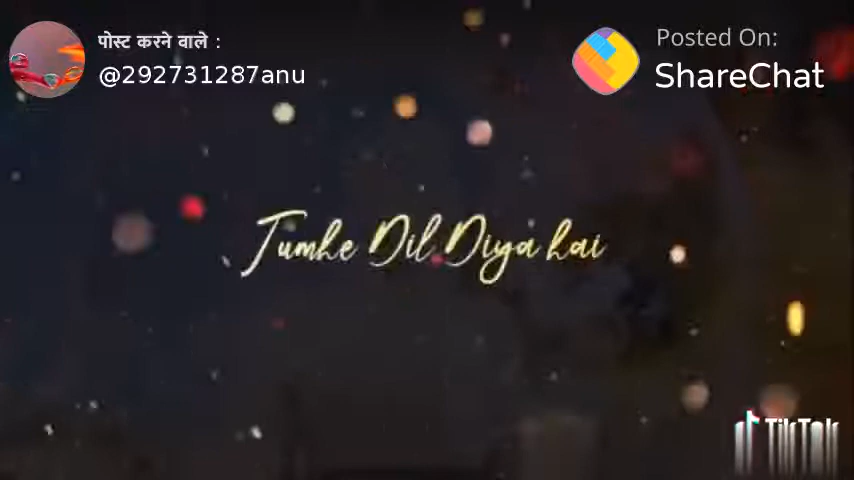 पोस्ट करने वाले :
@292731287anu
Posted On:
ShareChat
Tumhe Dil Diya hai
TikTok